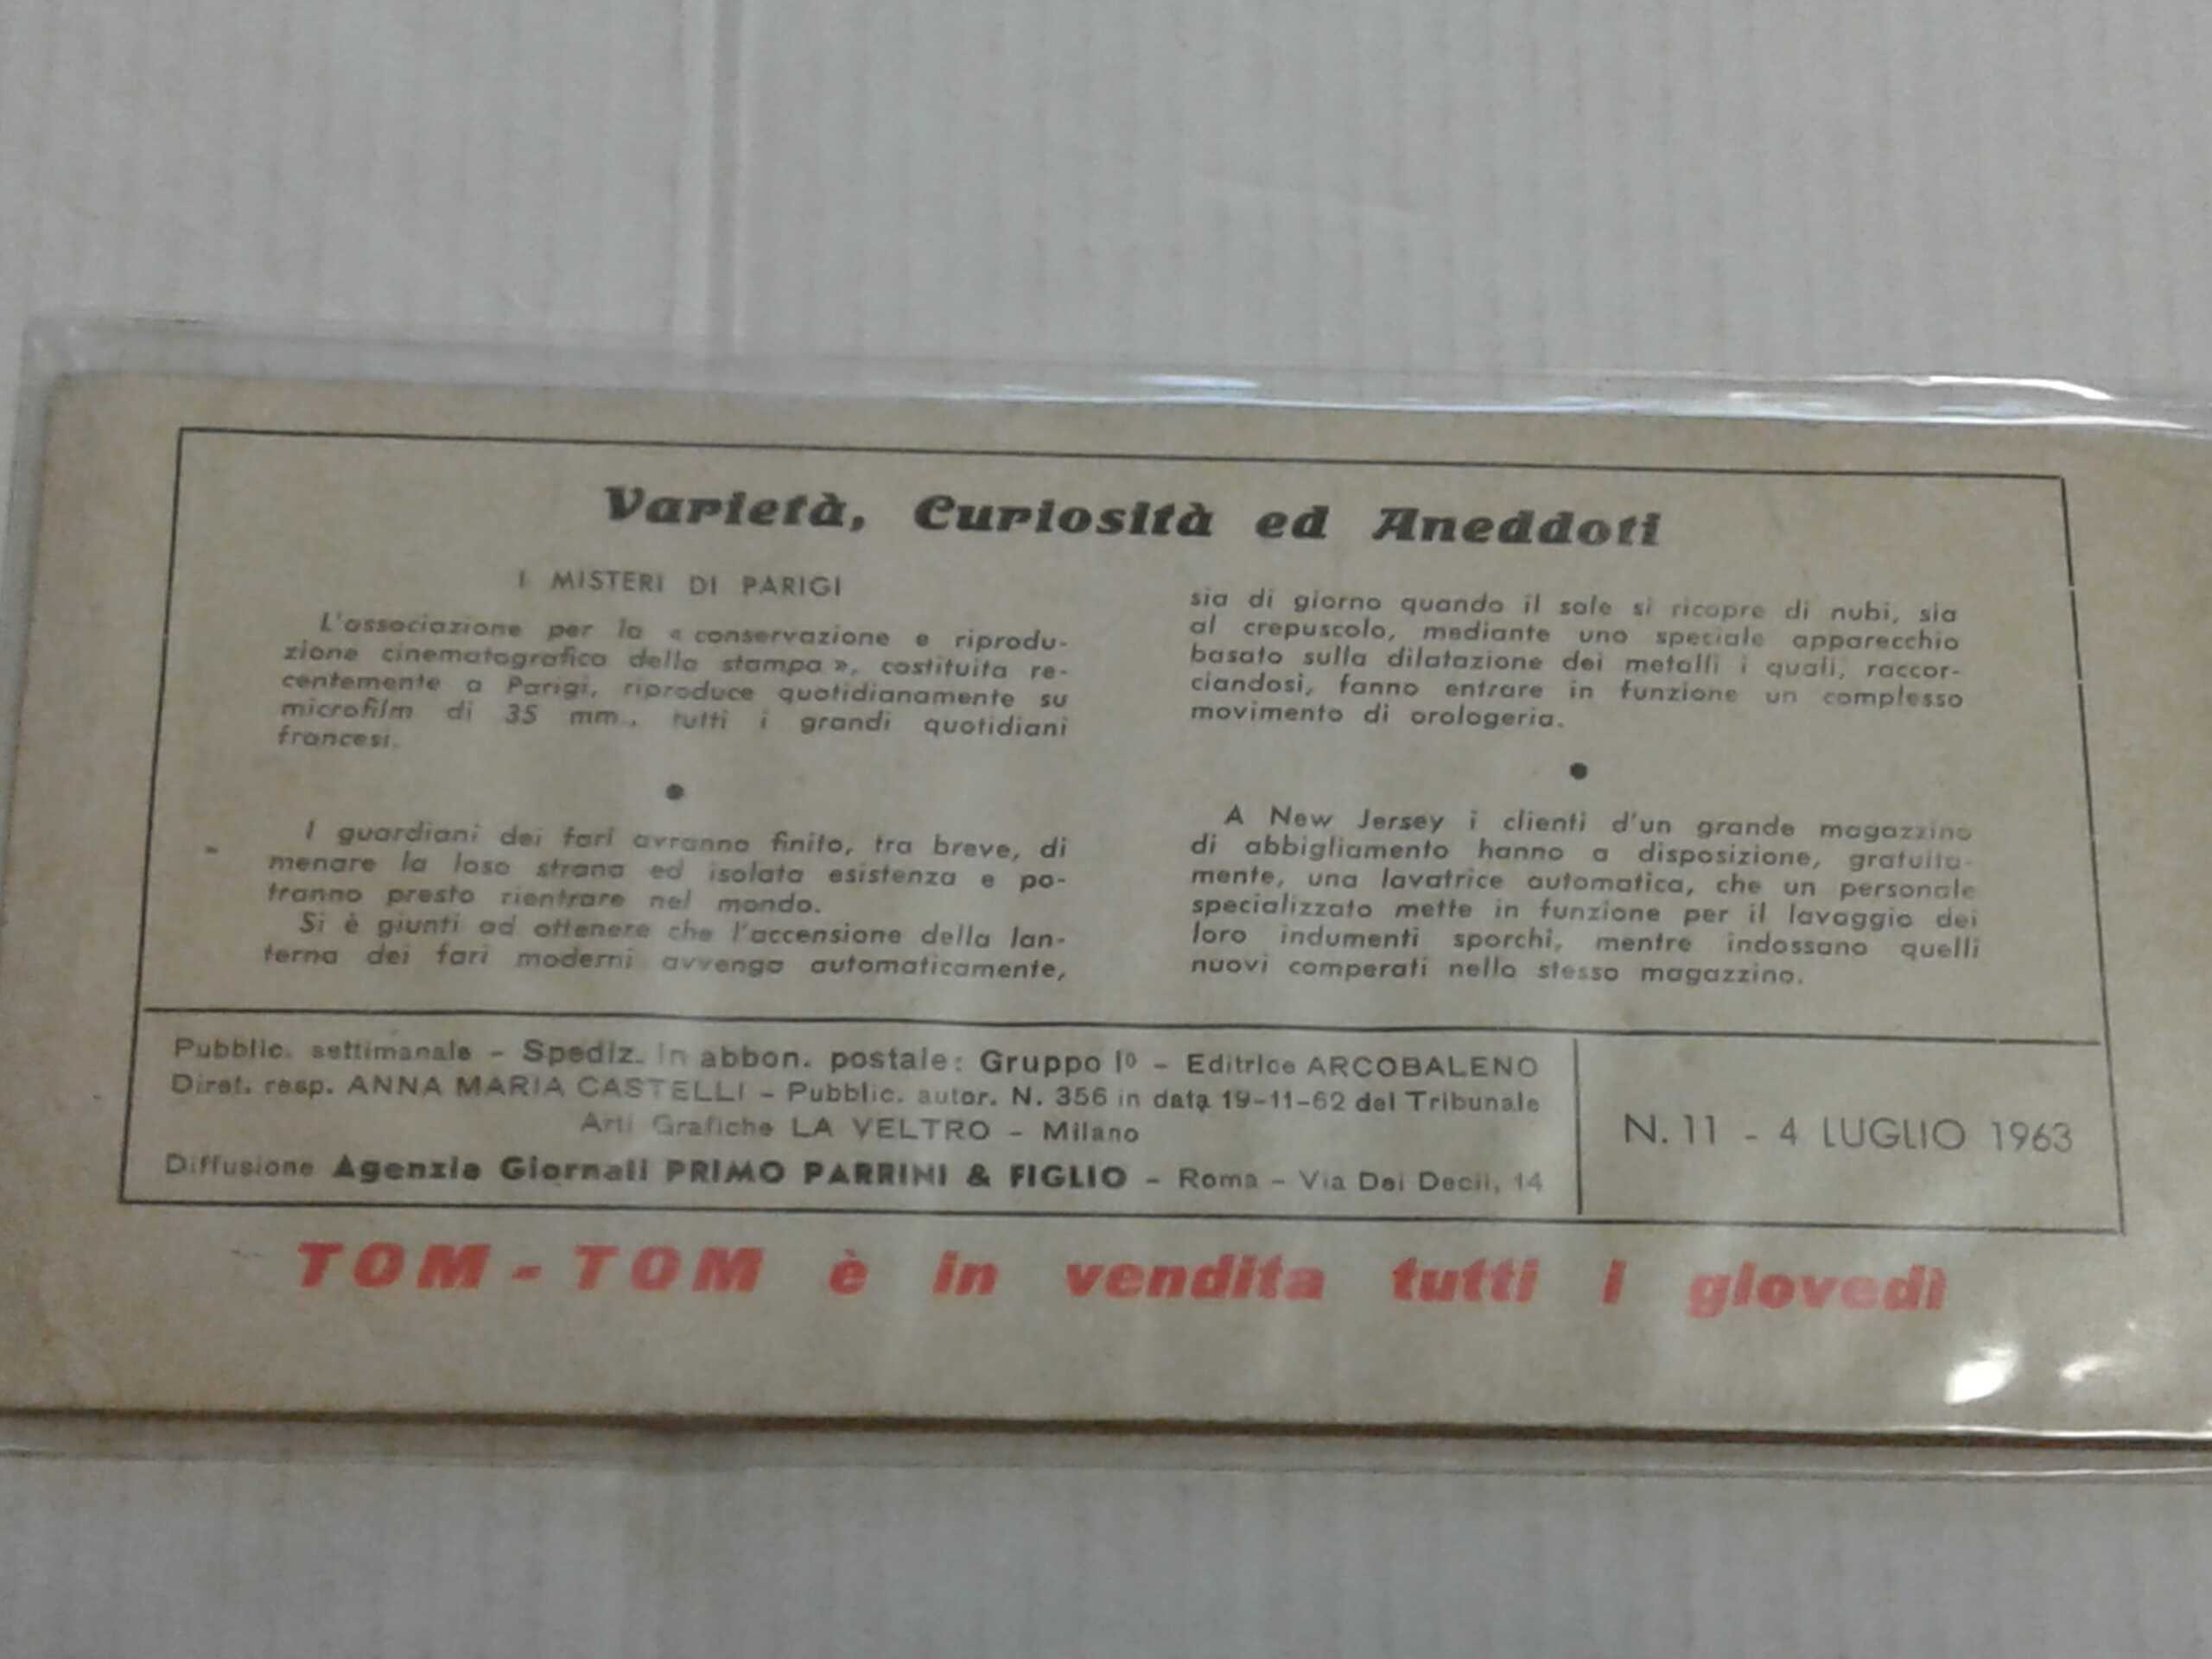 Varietà, Curiosità ed Aneddoti
I MISTERI DI PARIGI
L'associazione per la « conservazione e riprodu-
zione cinematografica della stampa », costituita re-
centemente a Parigi, riproduce quotidianamente su
microfilm di 35 mm., tutti i grandi quotidiani
francesi.
●
I guardiani dei fari avranno finito, tra breve, di
menare la loso strana ed isolata esistenza e po-
tranno presto rientrare nel mondo.
Si è giunti ad ottenere che l'accensione della lan-
terna dei fari moderni avvenga automaticamente,
sia di giorno quando il sole si ricopre di nubi, sia
al crepuscolo, mediante uno speciale apparecchio
basato sulla dilatazione dei metalli i quali, raccor-
ciandosi, fanno entrare in funzione un complesso
movimento di orologeria.
●
A New Jersey i clienti d'un grande magazzino
di abbigliamento hanno a disposizione, gratuita-
mente, una lavatrice automatica, che un personale
specializzato mette in funzione per il lavaggio dei
loro indumenti sporchi, mentre indossano quelli
nuovi comperati nello stesso magazzino.
Pubblic. settimanale - Spediz. in abbon. postale: Gruppo Iº - Editrice ARCOBALENO
Diret. resp. ANNA MARIA CASTELLI - Pubblic. autor. N. 356 in data 19-11-62 del Tribunale
Arti Grafiche LA VELTRO - Milano
Diffusione Agenzia Giornali PRIMO PARRINI & FIGLIO - Roma - Via Dei Decii, 14
N. 11 - 4 LUGLIO 1963
TOM - TOM è in vendita tutti i giovedì